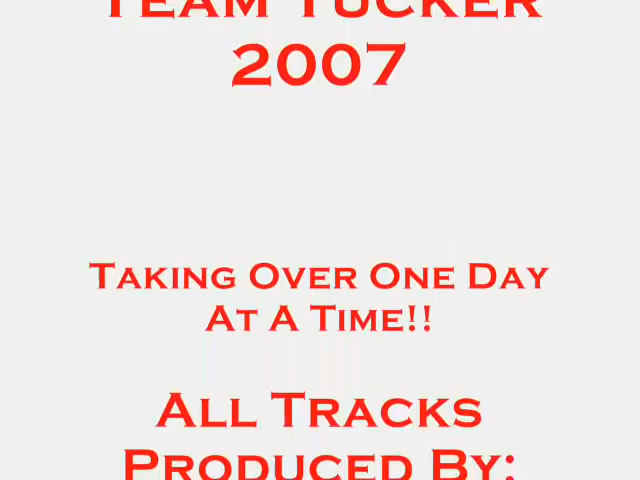 Team Tucker
2007
Taking Over One Day
At A Time!!
All Tracks
Produced By: